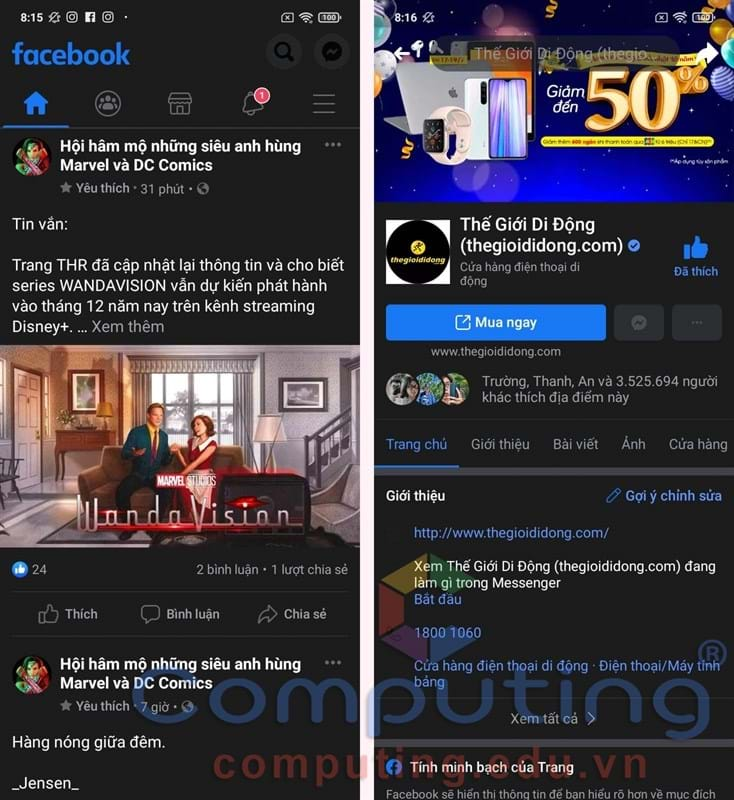 8:15
100
facebook
1
Hội hâm mộ những siêu anh hùng
Marvel và DC Comics
Yêu thích · 31 phút ·
Tin vắn:
Trang THR đã cập nhật lại thông tin và cho biết
series WANDAVISION vẫn dự kiến phát hành
vào tháng 12 năm nay trên kênh streaming
Disney+. ... Xem thêm
MARVEL STUDIOS
WandaVision
24
2 bình luận · 1 lượt chia sẻ
Thích
Bình luận
Chia sẻ
Hội hâm mộ những siêu anh hùng
Marvel và DC Comics
Yêu thích · 7 giờ ·
Hàng nóng giữa đêm.
_Jensen_
8:16
100
Thế Giới Di Động (thegio...
Giảm
đến
50%
*Áp dụng tùy sản phẩm
thegioididong
Thế Giới Di Động
(thegioididong.com)
Cửa hàng điện thoại di
động
Đã thích
Mua ngay
www.thegioididong.com
Trường, Thanh, An và 3.525.694 người
khác thích địa điểm này
Trang chủ
Giới thiệu
Bài viết
Ảnh
Cửa hàng
Giới thiệu
Gợi ý chỉnh sửa
http://www.thegioididong.com/
Xem Thế Giới Di Động (thegioididong.com) đang
làm gì trong Messenger
Bắt đầu
1800 1060
Cửa hàng điện thoại di động · Điện thoại/Máy tính
bảng
Xem tất cả
Tính minh bạch của Trang
Facebook sẽ hiển thị thông tin để bạn hiểu rõ hơn về mục đích
Computing ®
computing.edu.vn